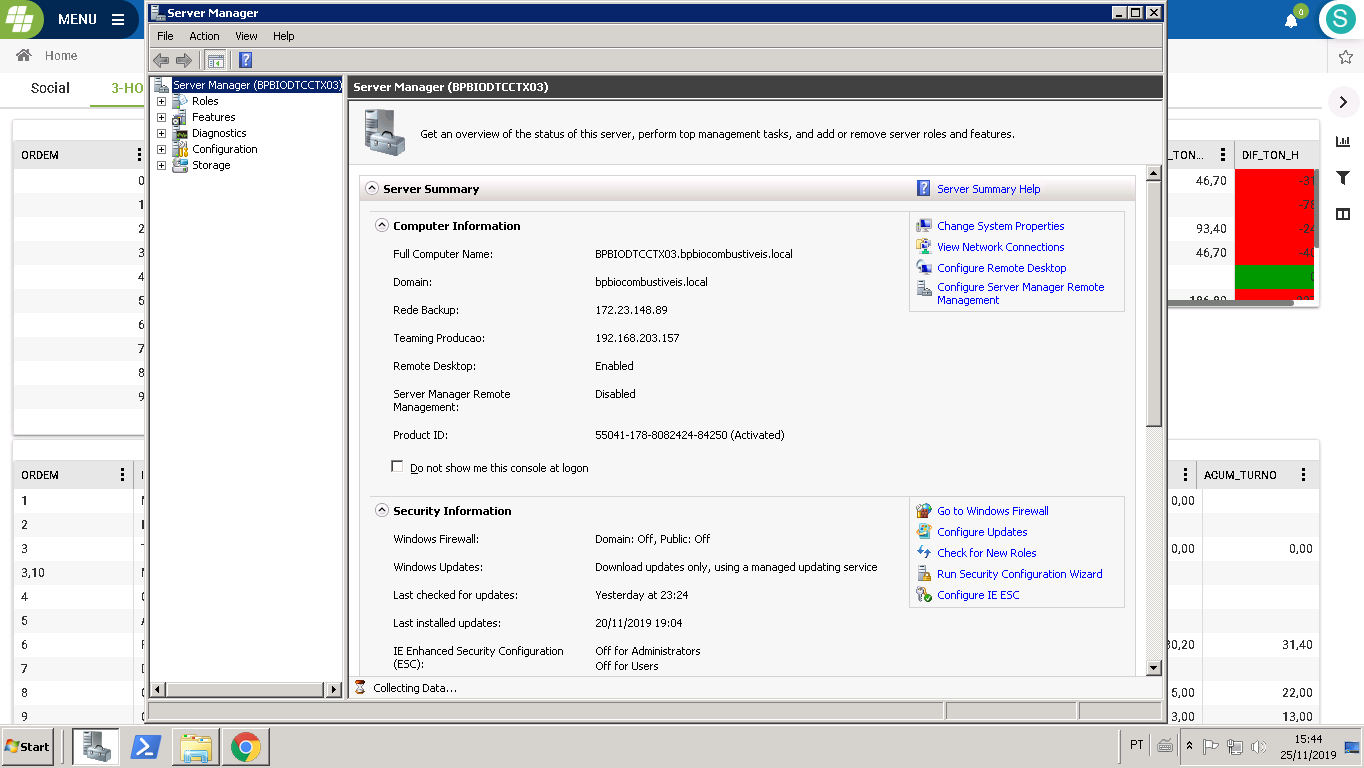 MENU
Home
Social
3-HO
0
S
Server Manager
File Action View Help
Server Manager (BPBIODTCCTX03)
Roles
Features
Diagnostics
Configuration
Storage
Server Manager (BPBIODTCCTX03)
Get an overview of the status of this server, perform top management tasks, and add or remove server roles and features.
Server Summary
Server Summary Help
Computer Information
Full Computer Name: BPBIODTCCTX03.bpbiocombustiveis.local
Domain: bpbiocombustiveis.local
Rede Backup: 172.23.148.89
Teaming Producao: 192.168.203.157
Remote Desktop: Enabled
Server Manager Remote Disabled
Management:
Product ID: 55041-178-8082424-84250 (Activated)
Do not show me this console at logon
Change System Properties
View Network Connections
Configure Remote Desktop
Configure Server Manager Remote
Management
Security Information
Windows Firewall: Domain: Off, Public: Off
Windows Updates: Download updates only, using a managed updating service
Last checked for updates: Yesterday at 23:24
Last installed updates: 20/11/2019 19:04
IE Enhanced Security Configuration Off for Administrators
(ESC): Off for Users
Go to Windows Firewall
Configure Updates
Check for New Roles
Run Security Configuration Wizard
Configure IE ESC
Collecting Data...
ORDEM
0
1
2
3
4
5
6
7
8
9
_TON... DIF_TON_H
46,70
93,40
46,70
ORDEM
1
2
3
3,10
4
5
6
7
8
9
ACUM_TURNO
0,00
0,00 0,00
30,20 31,40
5,00 22,00
3,00 13,00
Start
PT
15:44
25/11/2019